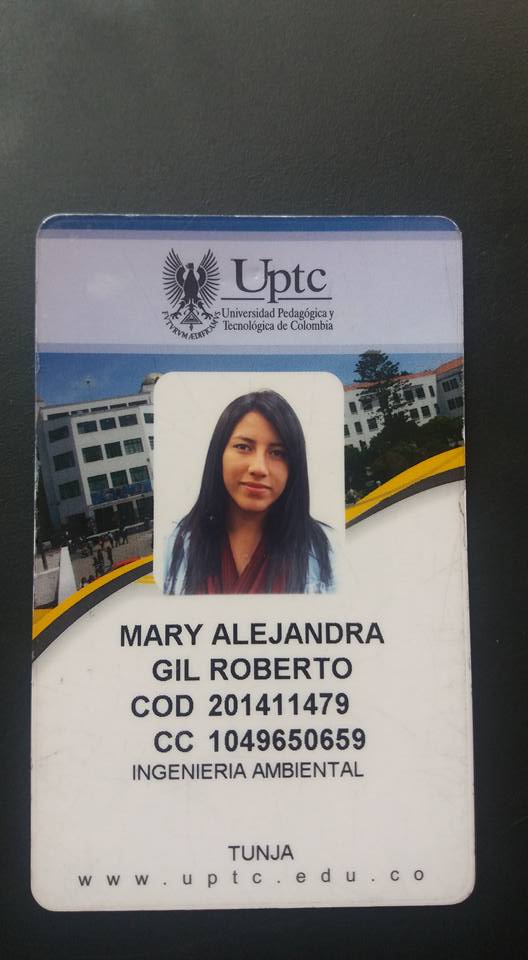 Uptc
Universidad Pedagógica y
Tecnológica de Colombia
MARY ALEJANDRA
GIL ROBERTO
COD 201411479
CC 1049650659
INGENIERIA AMBIENTAL
TUNJA
www.uptc.edu.co